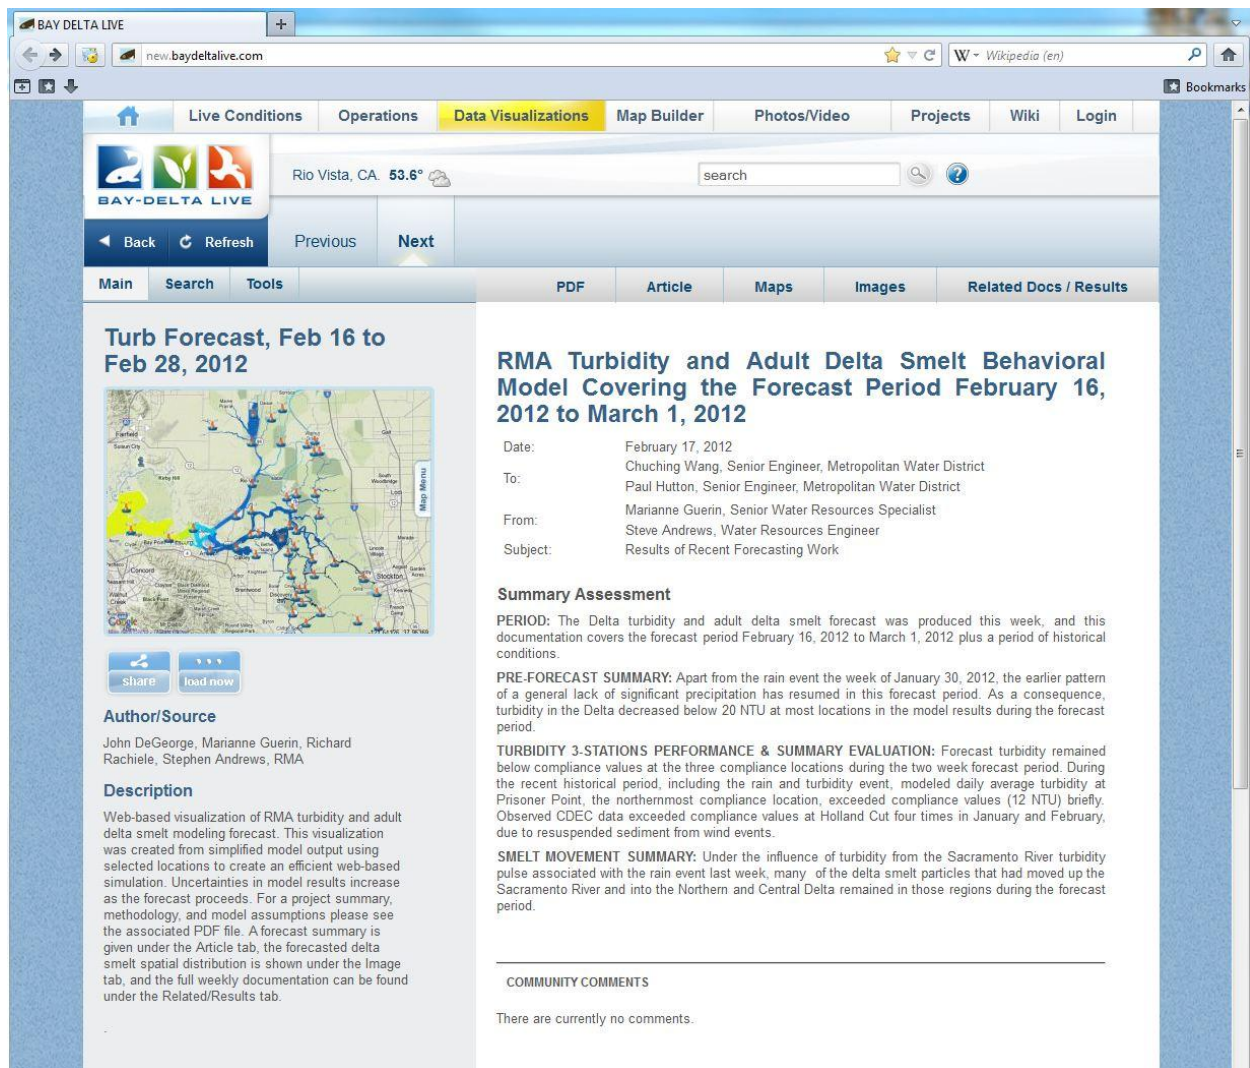 BAY DELTA LIVE
new.baydeltalive.com
W Wikipedia (en)
Bookmarks
Live Conditions Operations Data Visualizations Map Builder Photos/Video Projects Wiki Login
BAY-DELTA LIVE
Rio Vista, CA. 53.6°
search
Back Refresh Previous Next
Main Search Tools
PDF Article Maps Images Related Docs / Results
Turb Forecast, Feb 16 to
Feb 28, 2012
Map Menu
Fairfield
Concord
Stockton
Brentwood
Lodi
Google
share
load now
Author/Source
John DeGeorge, Marianne Guerin, Richard
Rachiele, Stephen Andrews, RMA
Description
Web-based visualization of RMA turbidity and adult
delta smelt modeling forecast. This visualization
was created from simplified model output using
selected locations to create an efficient web-based
simulation. Uncertainties in model results increase
as the forecast proceeds. For a project summary,
methodology, and model assumptions please see
the associated PDF file. A forecast summary is
given under the Article tab, the forecasted delta
smelt spatial distribution is shown under the Image
tab, and the full weekly documentation can be found
under the Related/Results tab.
.
RMA Turbidity and Adult Delta Smelt Behavioral
Model Covering the Forecast Period February 16,
2012 to March 1, 2012
Date: February 17, 2012
To: Chuching Wang, Senior Engineer, Metropolitan Water District
Paul Hutton, Senior Engineer, Metropolitan Water District
From: Marianne Guerin, Senior Water Resources Specialist
Steve Andrews, Water Resources Engineer
Subject: Results of Recent Forecasting Work
Summary Assessment
PERIOD: The Delta turbidity and adult delta smelt forecast was produced this week, and this
documentation covers the forecast period February 16, 2012 to March 1, 2012 plus a period of historical
conditions.
PRE-FORECAST SUMMARY: Apart from the rain event the week of January 30, 2012, the earlier pattern
of a general lack of significant precipitation has resumed in this forecast period. As a consequence,
turbidity in the Delta decreased below 20 NTU at most locations in the model results during the forecast
period.
TURBIDITY 3-STATIONS PERFORMANCE & SUMMARY EVALUATION: Forecast turbidity remained
below compliance values at the three compliance locations during the two week forecast period. During
the recent historical period, including the rain and turbidity event, modeled daily average turbidity at
Prisoner Point, the northernmost compliance location, exceeded compliance values (12 NTU) briefly.
Observed CDEC data exceeded compliance values at Holland Cut four times in January and February,
due to resuspended sediment from wind events.
SMELT MOVEMENT SUMMARY: Under the influence of turbidity from the Sacramento River turbidity
pulse associated with the rain event last week, many of the delta smelt particles that had moved up the
Sacramento River and into the Northern and Central Delta remained in those regions during the forecast
period.
COMMUNITY COMMENTS
There are currently no comments.